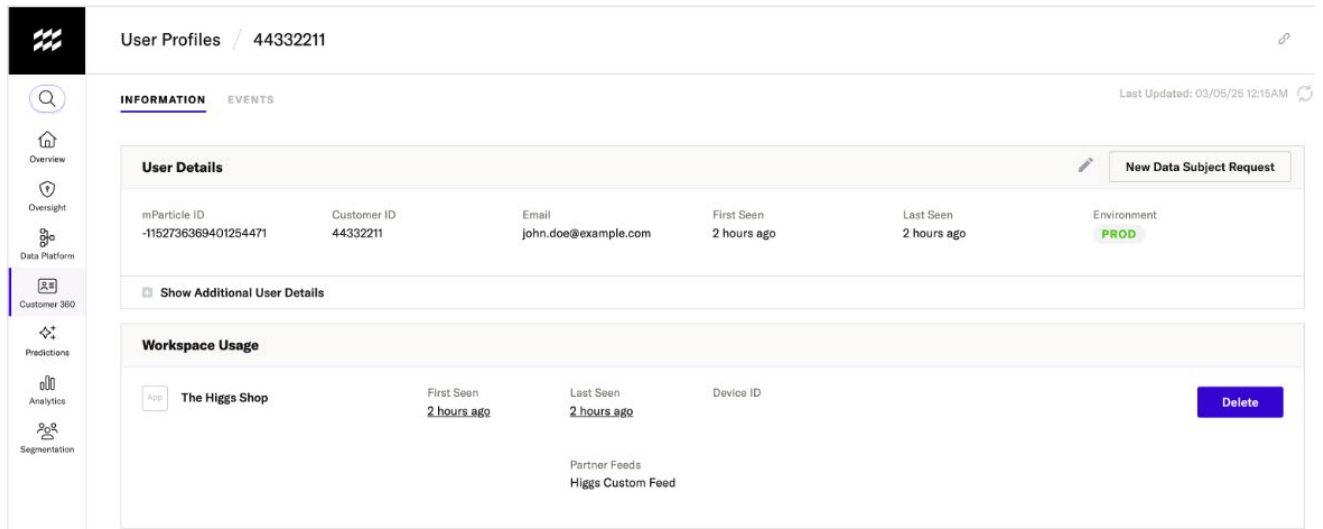 User Profiles / 44332211
INFORMATION EVENTS
Last Updated: 03/05/25 12:15AM
Overview
Oversight
Data Platform
Customer 360
Predictions
Analytics
Segmentation
User Details
New Data Subject Request
mParticle ID Customer ID Email First Seen Last Seen Environment
-1152736369401254471 44332211 john.doe@example.com 2 hours ago 2 hours ago PROD
Show Additional User Details
Workspace Usage
App The Higgs Shop
First Seen Last Seen Device ID
2 hours ago 2 hours ago
Delete
Partner Feeds
Higgs Custom Feed